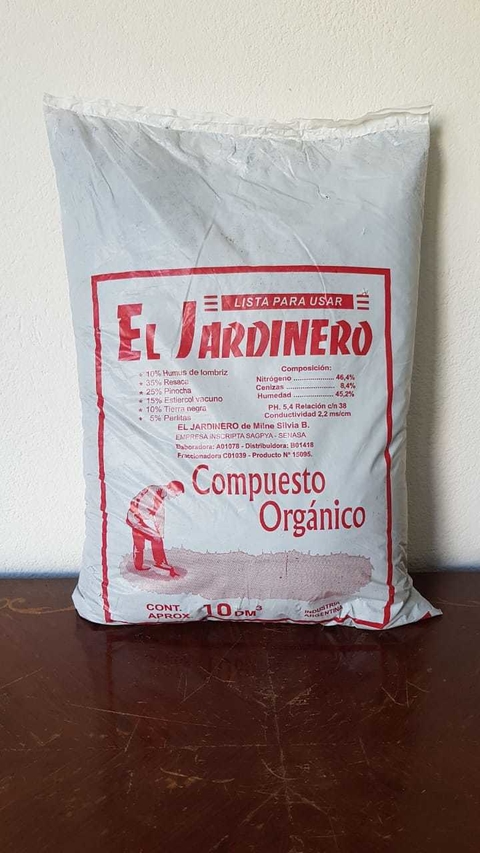 LISTA PARA USAR
EL JARDINERO
• 10% Humus de lombriz
• 35% Resaca
• 25% Pinocha
• 15% Estiercol vacuno
• 10% Tierra negra
• 5% Perlitas
Composición:
Nitrógeno .............. 46,4%
Cenizas .................. 8,4%
Humedad .............. 45,2%
PH. 5,4 Relación c/n 38
Conductividad 2,2 ms/cm
EL JARDINERO de Milne Silvia B.
EMPRESA INSCRIPTA SAGPYA - SENASA
Elaboradora: A01078 - Distribuidora: B01418
Fraccionadora C01039 - Producto N° 15095.
Compuesto
Orgánico
CONT.
APROX
10 DM³
INDUSTRIA
ARGENTINA